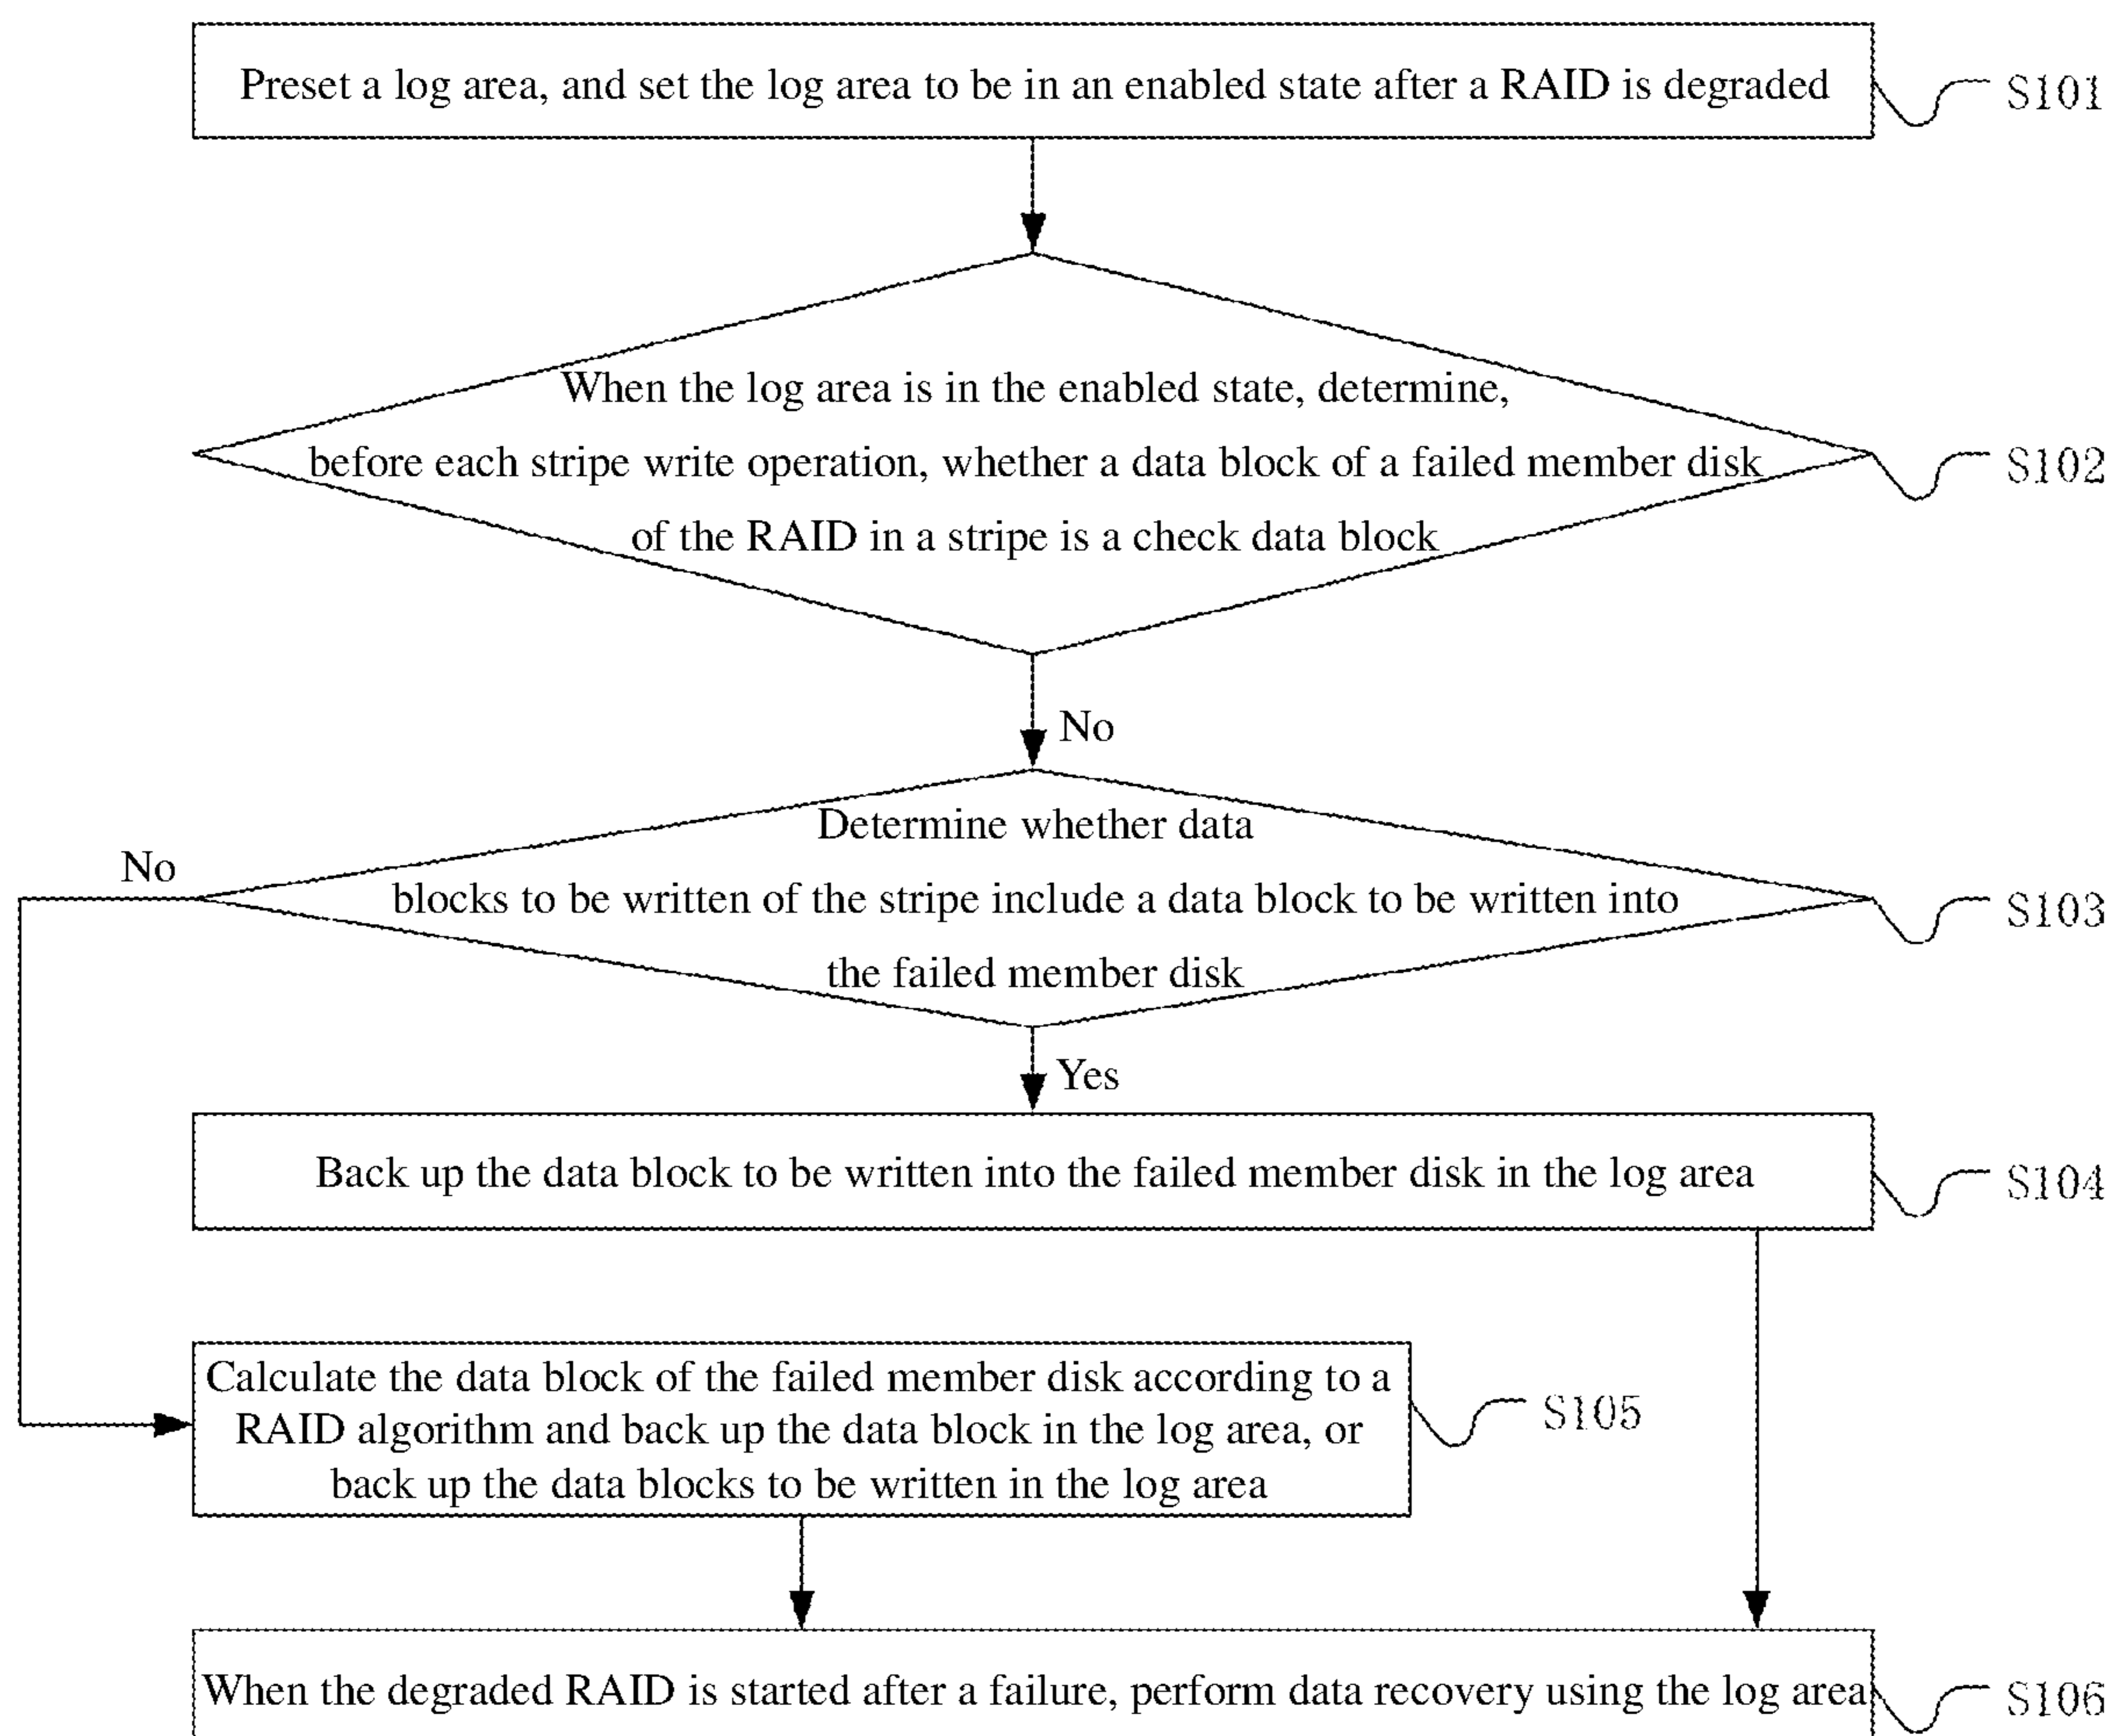 Preset a log area, and set the log area to be in an enabled state after a RAID is degraded
S101
When the log area is in the enabled state, determine,
before each stripe write operation, whether a data block of a failed member disk
of the RAID in a stripe is a check data block
S102
No
Determine whether data
blocks to be written of the stripe include a data block to be written into
the failed member disk
S103
No
Yes
Back up the data block to be written into the failed member disk in the log area
S104
Calculate the data block of the failed member disk according to a
RAID algorithm and back up the data block in the log area, or
back up the data blocks to be written in the log area
S105
When the degraded RAID is started after a failure, perform data recovery using the log area
S106